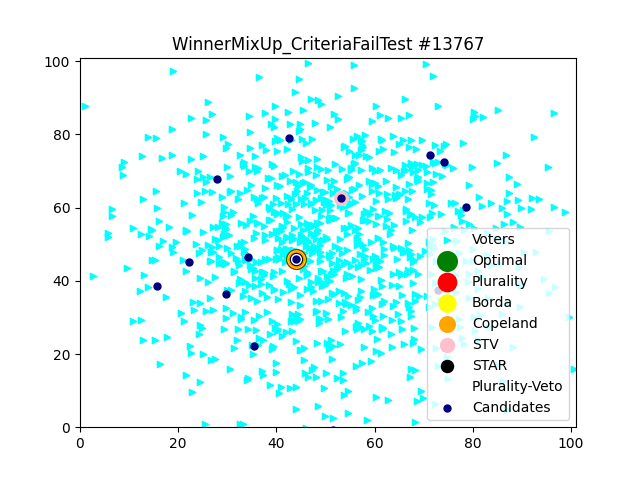 WinnerMixUp_CriteriaFailTest #13767
100
80
60
40
20
0
0
20
40
60
80
100
Voters
Optimal
Plurality
Borda
Copeland
STV
STAR
Plurality-Veto
Candidates